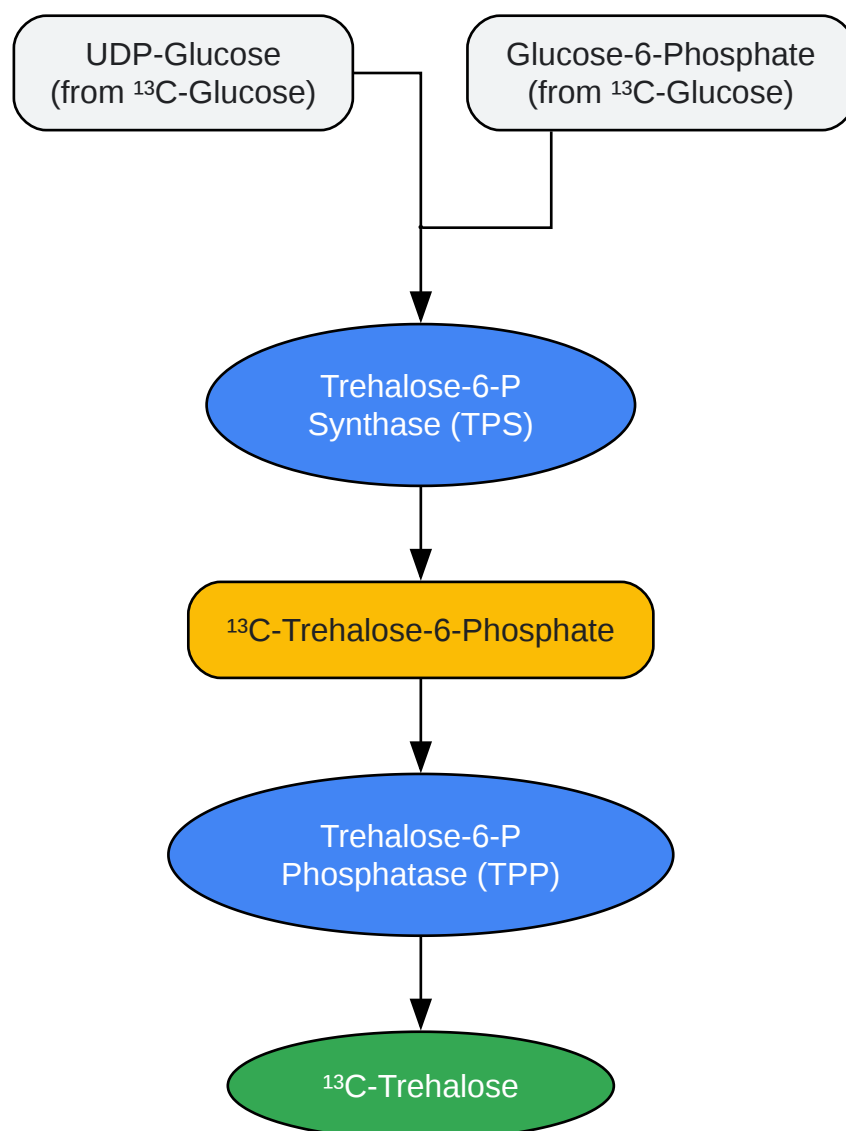 UDP-Glucose
(from ¹³C-Glucose)
Glucose-6-Phosphate
(from ¹³C-Glucose)
Trehalose-6-P
Synthase (TPS)
¹³C-Trehalose-6-Phosphate
Trehalose-6-P
Phosphatase (TPP)
¹³C-Trehalose